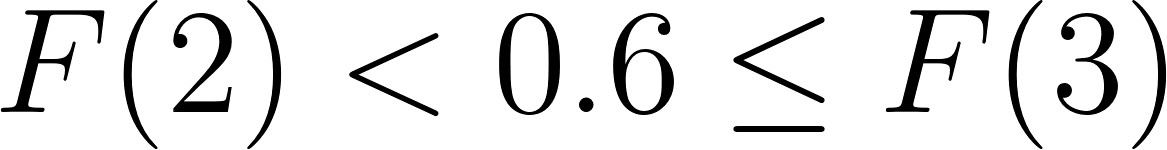 F(2) < 0.6 ≤ F(3)